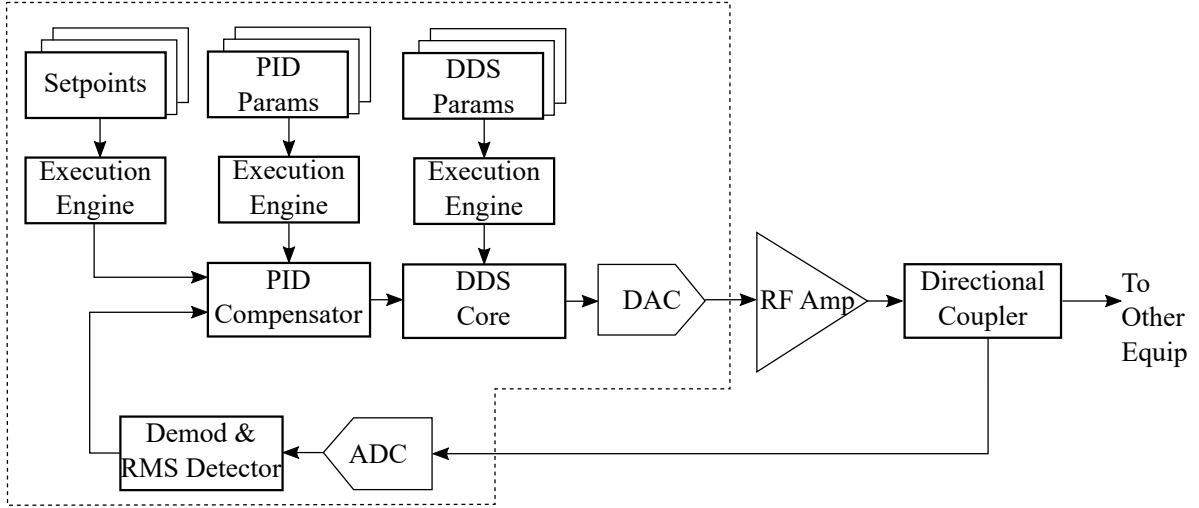 Setpoints
PID
Params
DDS
Params
Execution
Engine
Execution
Engine
Execution
Engine
PID
Compensator
DDS
Core
DAC
RF Amp
Directional
Coupler
To
Other
Equip
Demod &
RMS Detector
ADC